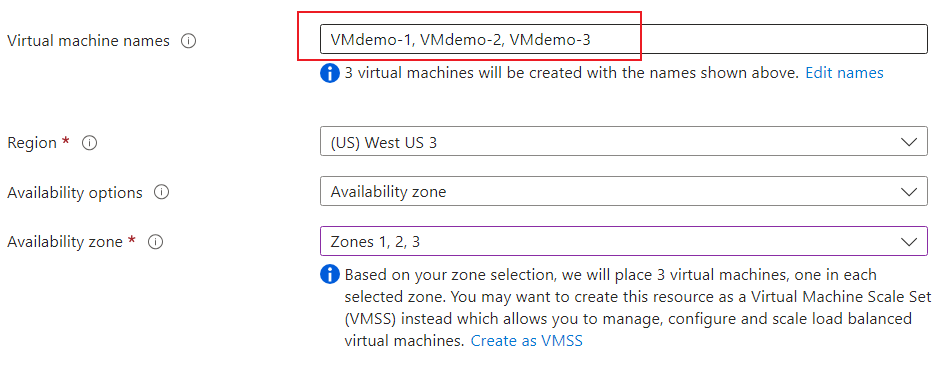 Virtual machine names
VMdemo-1, VMdemo-2, VMdemo-3
3 virtual machines will be created with the names shown above. Edit names
Region *
(US) West US 3
Availability options
Availability zone
Availability zone *
Zones 1, 2, 3
Based on your zone selection, we will place 3 virtual machines, one in each
selected zone. You may want to create this resource as a Virtual Machine Scale Set
(VMSS) instead which allows you to manage, configure and scale load balanced
virtual machines. Create as VMSS